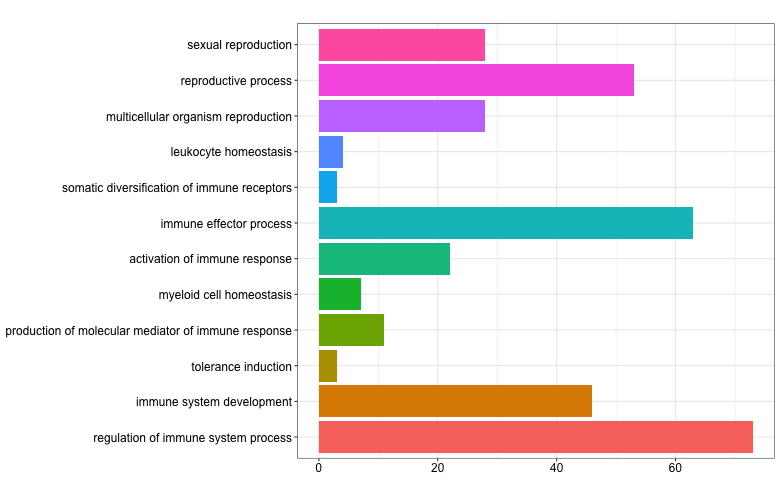 sexual reproduction
reproductive process
multicellular organism reproduction
leukocyte homeostasis
somatic diversification of immune receptors
immune effector process
activation of immune response
myeloid cell homeostasis
production of molecular mediator of immune response
tolerance induction
immune system development
regulation of immune system process
0 20 40 60